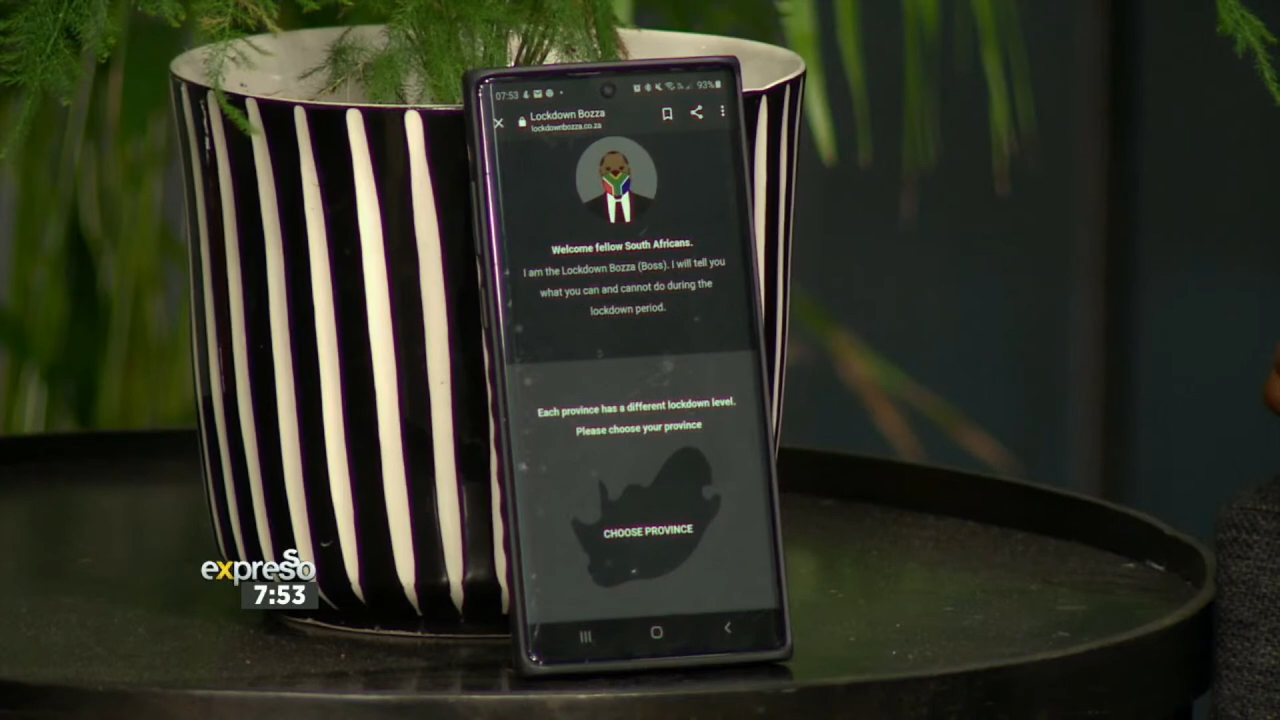 07:53
93%
Lockdown Bozza
lockdownbozza.co.za
Welcome fellow South Africans.
I am the Lockdown Bozza (Boss). I will tell you
what you can and cannot do during the
lockdown period.
Each province has a different lockdown level.
Please choose your province
CHOOSE PROVINCE
expresso
7:53